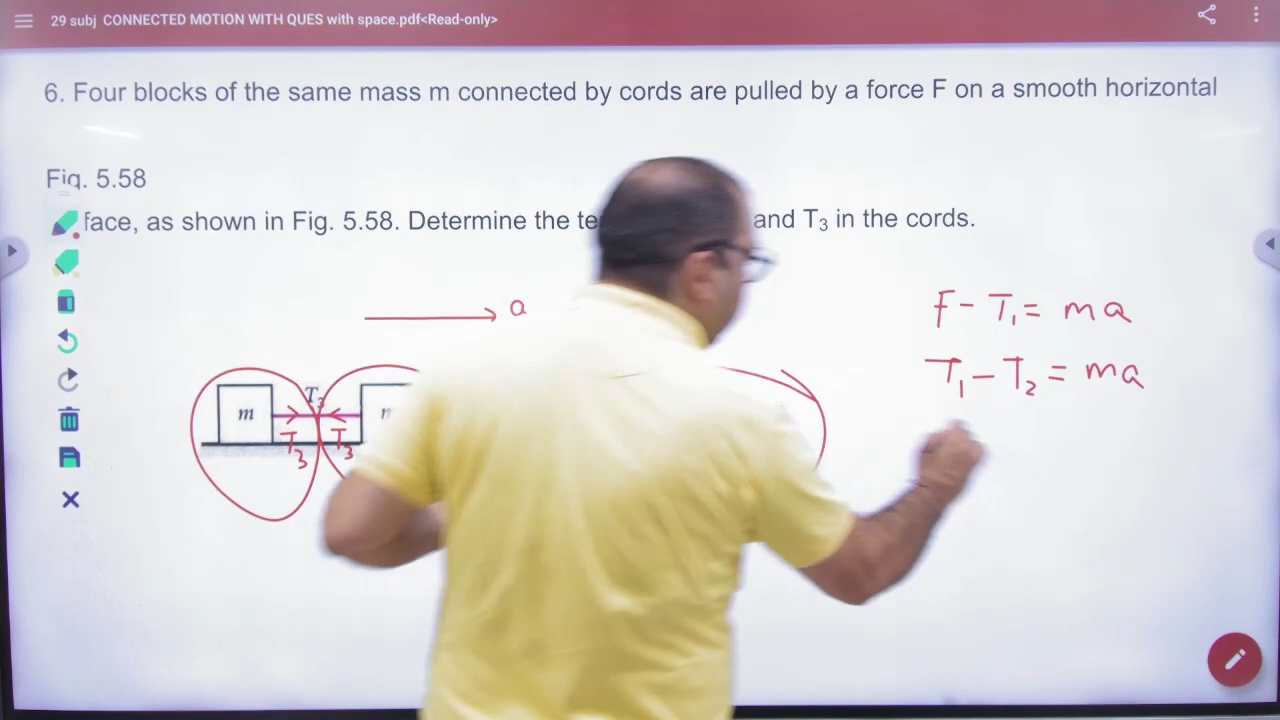 29 subj CONNECTED MOTION WITH QUES with space.pdf<Read-only>
6. Four blocks of the same mass m connected by cords are pulled by a force F on a smooth horizontal
Fig. 5.58
face, as shown in Fig. 5.58. Determine the te and T₃ in the cords.
a
F - T₁ = ma
T₁ - T₂ = ma
m T₃
T₃ T₃